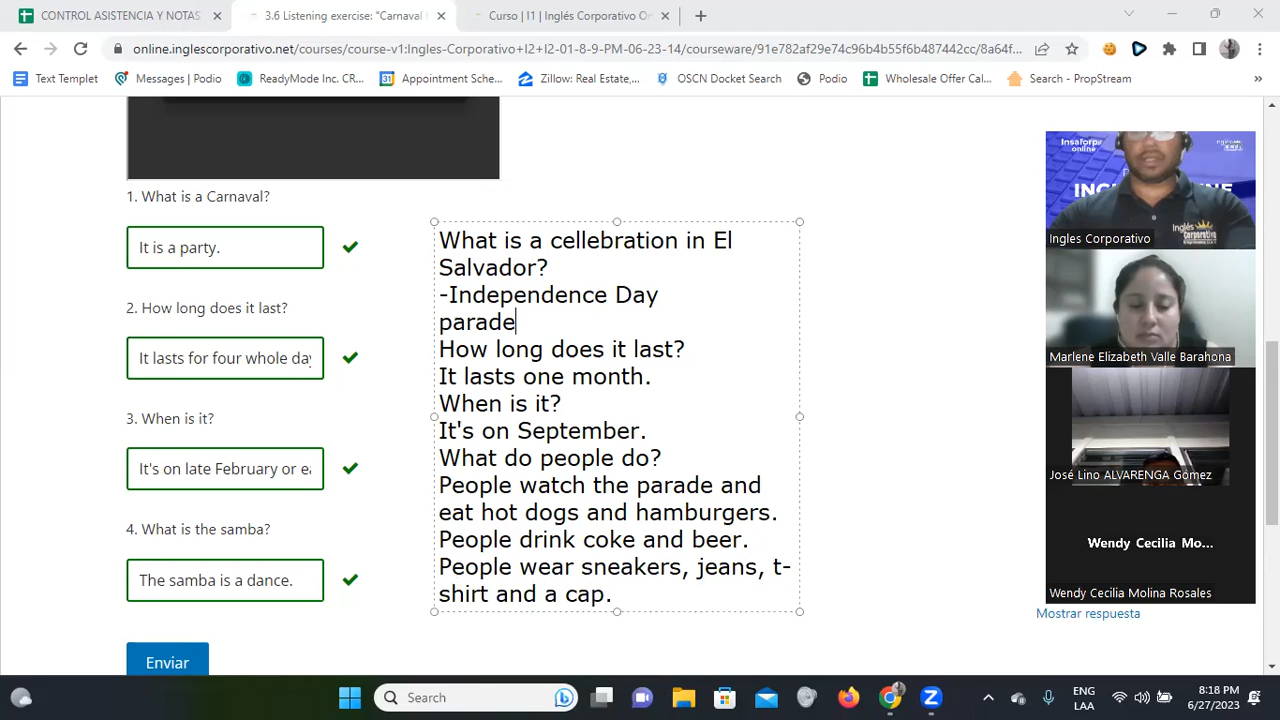 CONTROL ASISTENCIA Y NOTAS
3.6 Listening exercise: "Carnaval
Curso | I1 | Inglés Corporativo On
online.inglescorporativo.net/courses/course-v1:Ingles-Corporativo+I2+I2-01-8-9-PM-06-23-14/courseware/91e782af29e74c96b4b55f6b487442cc/8a64f...
Text Templet
Messages | Podio
ReadyMode Inc. CR...
Appointment Sche...
Zillow: Real Estate,...
OSCN Docket Search
Podio
Wholesale Offer Cal...
Search - PropStream
1. What is a Carnaval?
It is a party.
2. How long does it last?
It lasts for four whole day
3. When is it?
It's on late February or ea
4. What is the samba?
The samba is a dance.
Enviar
What is a cellebration in El
Salvador?
-Independence Day
parade
How long does it last?
It lasts one month.
When is it?
It's on September.
What do people do?
People watch the parade and
eat hot dogs and hamburgers.
People drink coke and beer.
People wear sneakers, jeans, t-
shirt and a cap.
Ingles Corporativo
Marlene Elizabeth Valle Barahona
José Lino ALVARENGA Gómez
Wendy Cecilia Mo...
Wendy Cecilia Molina Rosales
Mostrar respuesta
Search
ENG
LAA
8:18 PM
6/27/2023